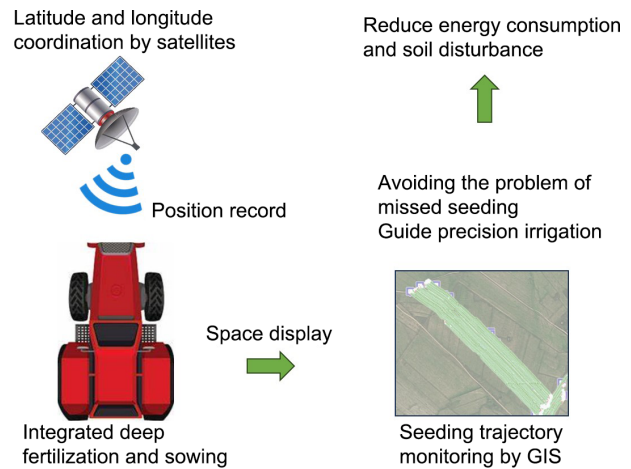 Latitude and longitude
coordination by satellites
Position record
Integrated deep
fertilization and sowing
Space display
Reduce energy consumption
and soil disturbance
Avoiding the problem of
missed seeding
Guide precision irrigation
Seeding trajectory
monitoring by GIS